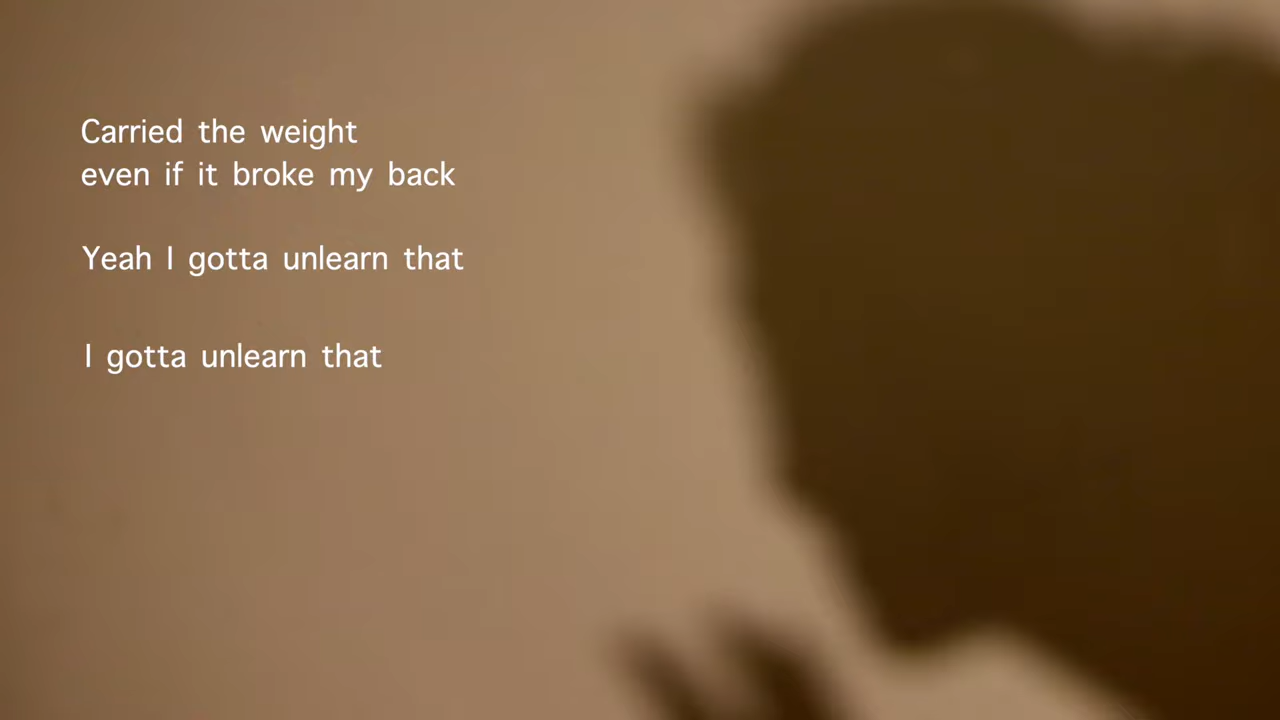 Carried the weight
even if it broke my back
Yeah I gotta unlearn that
I gotta unlearn that